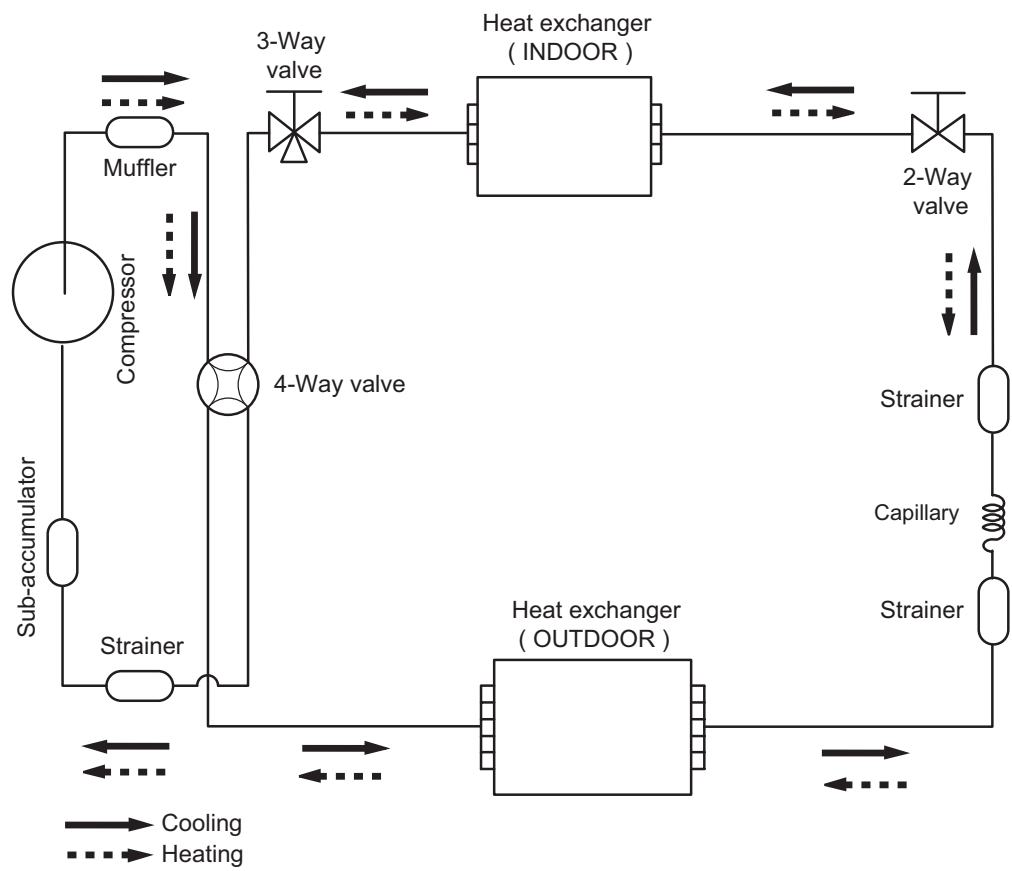 Heat exchanger
( INDOOR )
3-Way
valve
Muffler
2-Way
valve
Compressor
4-Way valve
Strainer
Sub-accumulator
Capillary
Strainer
Heat exchanger
( OUTDOOR )
Strainer
Cooling
Heating